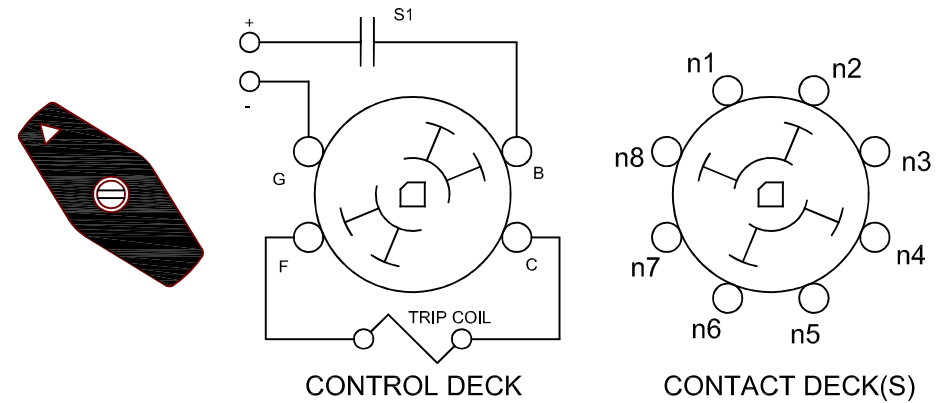 +
S1
-
G
B
F
C
TRIP COIL
CONTROL DECK
n1
n2
n8
n3
n7
n4
n6
n5
CONTACT DECK(S)